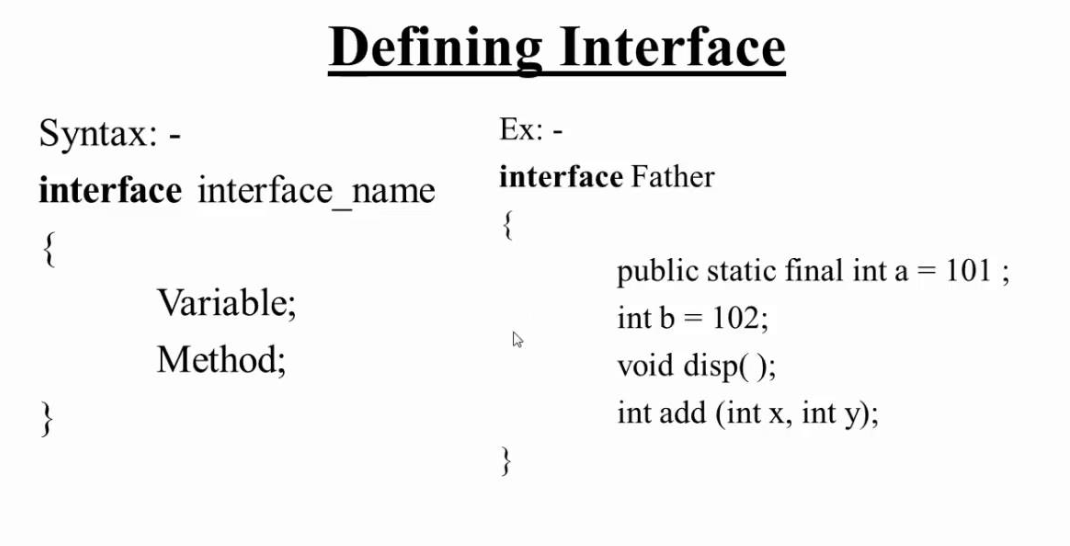 Defining Interface
Syntax: -
interface interface_name
{
Variable;
Method;
}
Ex: -
interface Father
{
public static final int a = 101 ;
int b = 102;
void disp( );
int add (int x, int y);
}